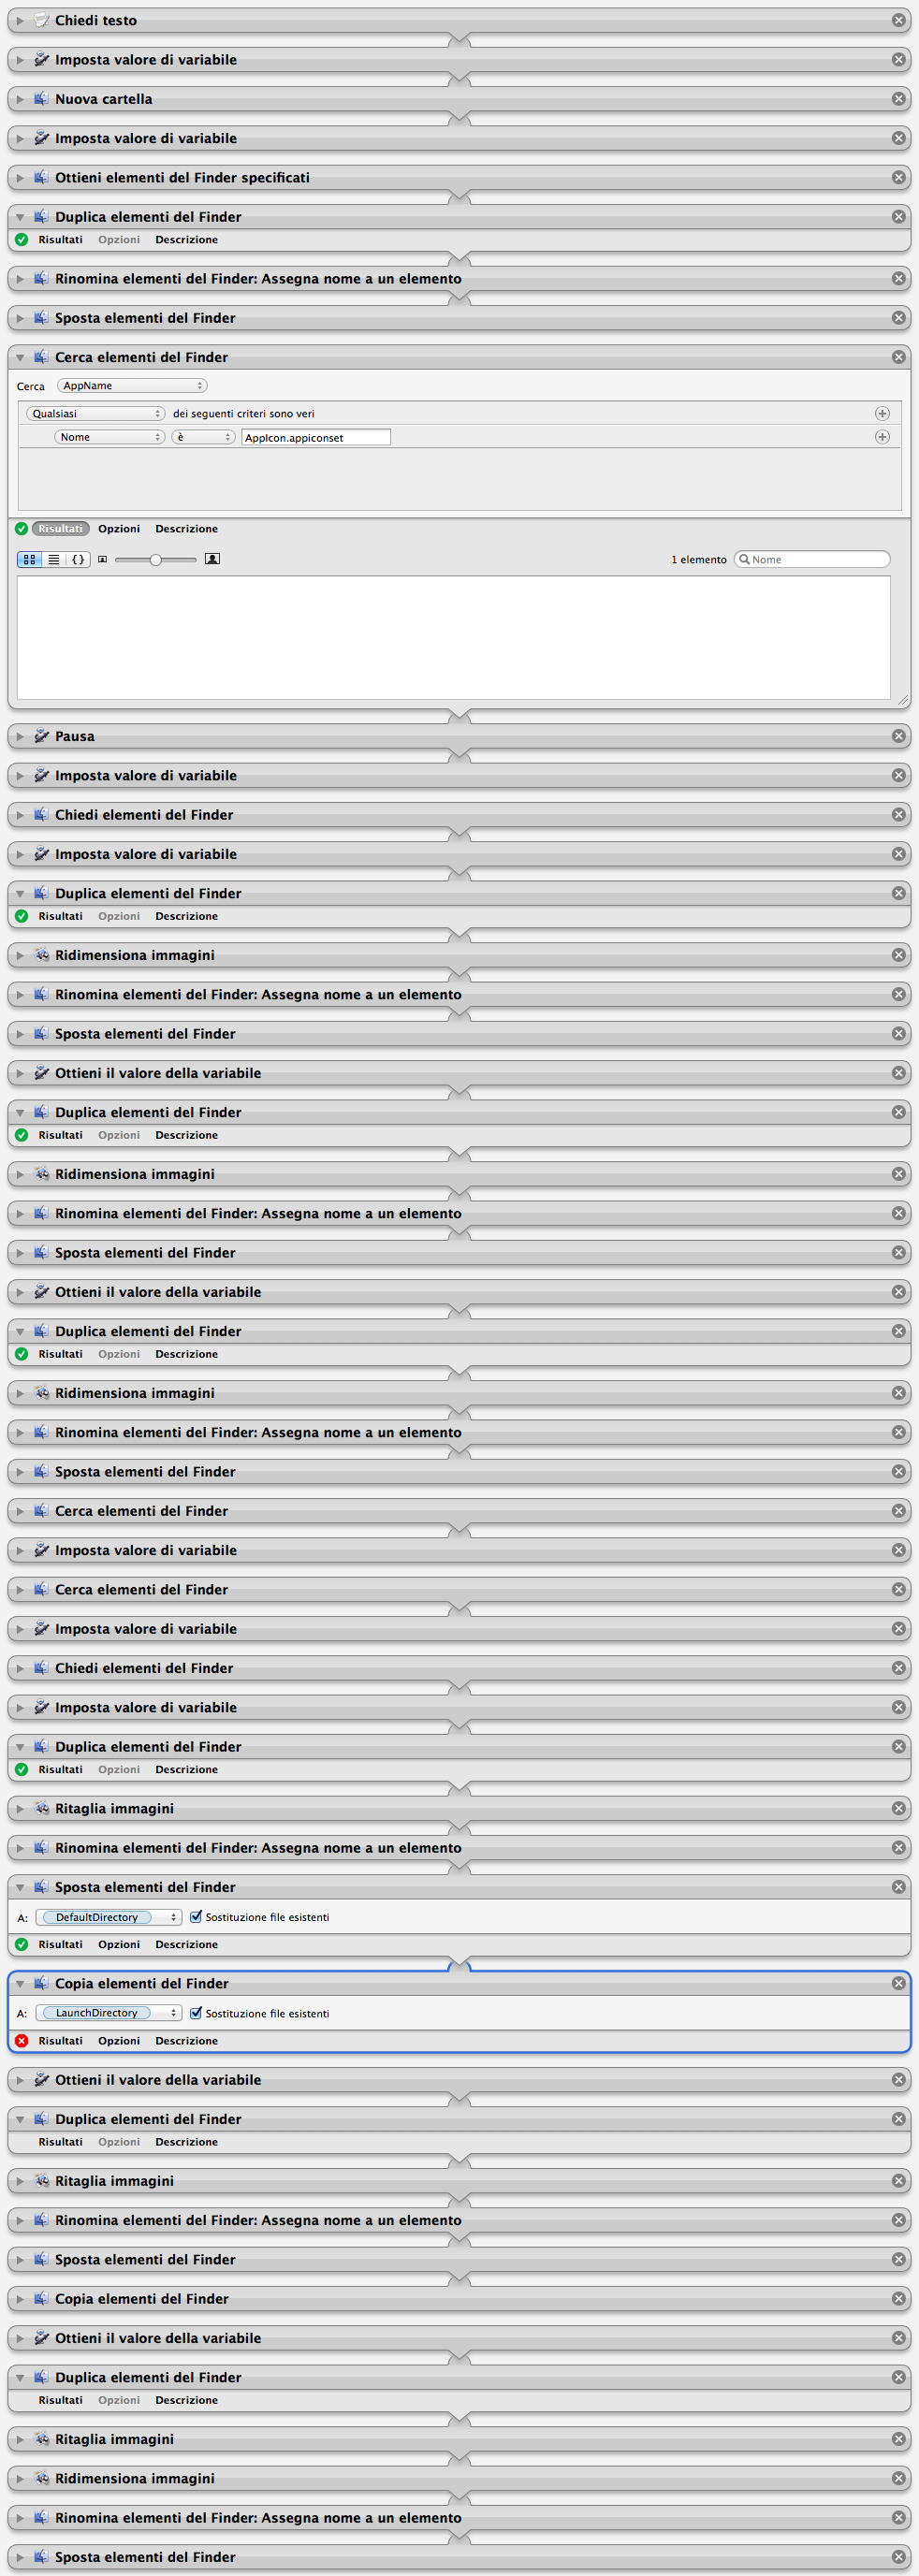 Chiedi testo
Imposta valore di variabile
Nuova cartella
Imposta valore di variabile
Ottieni elementi del Finder specificati
Duplica elementi del Finder
Risultati Opzioni Descrizione
Rinomina elementi del Finder: Assegna nome a un elemento
Sposta elementi del Finder
Cerca elementi del Finder
Cerca AppName
Qualsiasi dei seguenti criteri sono veri
Nome è AppIcon.appiconset
Risultati Opzioni Descrizione
1 elemento Nome
Pausa
Imposta valore di variabile
Chiedi elementi del Finder
Imposta valore di variabile
Duplica elementi del Finder
Risultati Opzioni Descrizione
Ridimensiona immagini
Rinomina elementi del Finder: Assegna nome a un elemento
Sposta elementi del Finder
Ottieni il valore della variabile
Duplica elementi del Finder
Risultati Opzioni Descrizione
Ridimensiona immagini
Rinomina elementi del Finder: Assegna nome a un elemento
Sposta elementi del Finder
Ottieni il valore della variabile
Duplica elementi del Finder
Risultati Opzioni Descrizione
Ridimensiona immagini
Rinomina elementi del Finder: Assegna nome a un elemento
Sposta elementi del Finder
Cerca elementi del Finder
Imposta valore di variabile
Cerca elementi del Finder
Imposta valore di variabile
Chiedi elementi del Finder
Imposta valore di variabile
Duplica elementi del Finder
Risultati Opzioni Descrizione
Ritaglia immagini
Rinomina elementi del Finder: Assegna nome a un elemento
Sposta elementi del Finder
A: DefaultDirectory Sostituzione file esistenti
Risultati Opzioni Descrizione
Copia elementi del Finder
A: LaunchDirectory Sostituzione file esistenti
Risultati Opzioni Descrizione
Ottieni il valore della variabile
Duplica elementi del Finder
Risultati Opzioni Descrizione
Ritaglia immagini
Rinomina elementi del Finder: Assegna nome a un elemento
Sposta elementi del Finder
Copia elementi del Finder
Ottieni il valore della variabile
Duplica elementi del Finder
Risultati Opzioni Descrizione
Ritaglia immagini
Ridimensiona immagini
Rinomina elementi del Finder: Assegna nome a un elemento
Sposta elementi del Finder